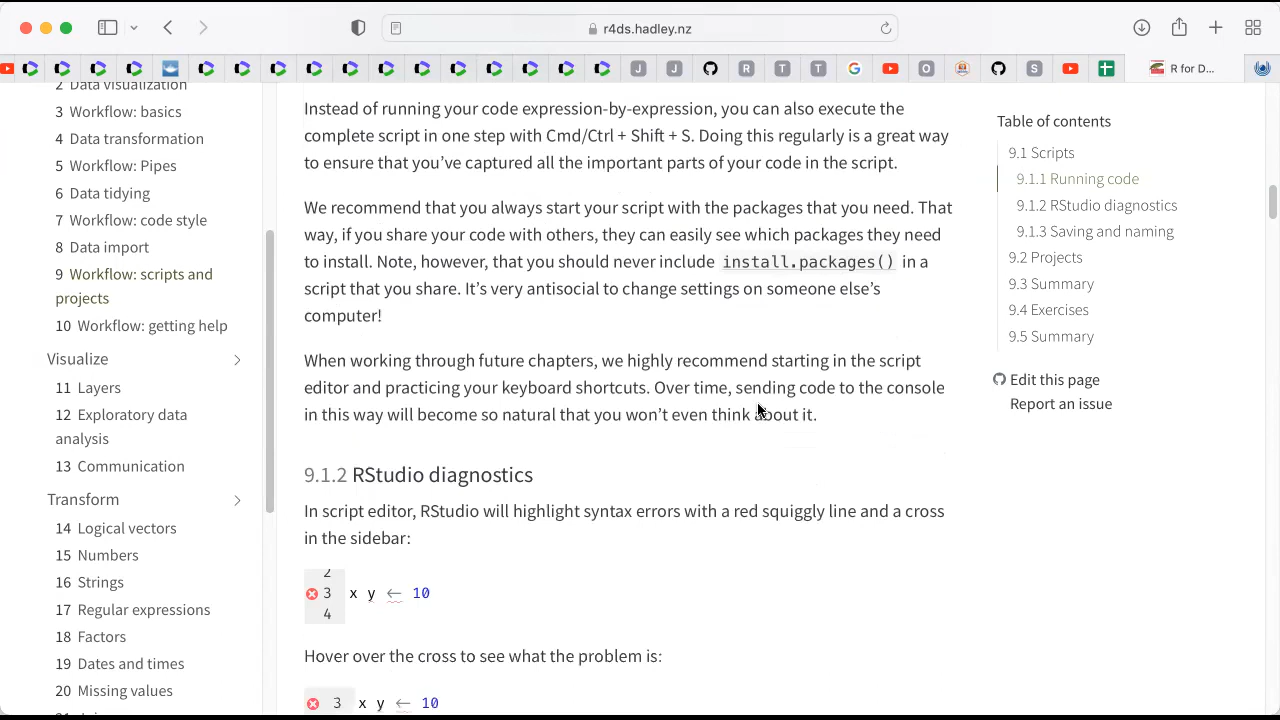 r4ds.hadley.nz
J
J
R
T
T
O
S
R for D...
2 Data visualization
3 Workflow: basics
4 Data transformation
5 Workflow: Pipes
6 Data tidying
7 Workflow: code style
8 Data import
9 Workflow: scripts and
projects
10 Workflow: getting help
Visualize
11 Layers
12 Exploratory data
analysis
13 Communication
Transform
14 Logical vectors
15 Numbers
16 Strings
17 Regular expressions
18 Factors
19 Dates and times
20 Missing values
Instead of running your code expression-by-expression, you can also execute the
complete script in one step with Cmd/Ctrl + Shift + S. Doing this regularly is a great way
to ensure that you’ve captured all the important parts of your code in the script.
We recommend that you always start your script with the packages that you need. That
way, if you share your code with others, they can easily see which packages they need
to install. Note, however, that you should never include install.packages() in a
script that you share. It’s very antisocial to change settings on someone else’s
computer!
When working through future chapters, we highly recommend starting in the script
editor and practicing your keyboard shortcuts. Over time, sending code to the console
in this way will become so natural that you won’t even think about it.
9.1.2 RStudio diagnostics
In script editor, RStudio will highlight syntax errors with a red squiggly line and a cross
in the sidebar:
2
3 x y ← 10
4
Hover over the cross to see what the problem is:
3 x y ← 10
Table of contents
9.1 Scripts
9.1.1 Running code
9.1.2 RStudio diagnostics
9.1.3 Saving and naming
9.2 Projects
9.3 Summary
9.4 Exercises
9.5 Summary
Edit this page
Report an issue